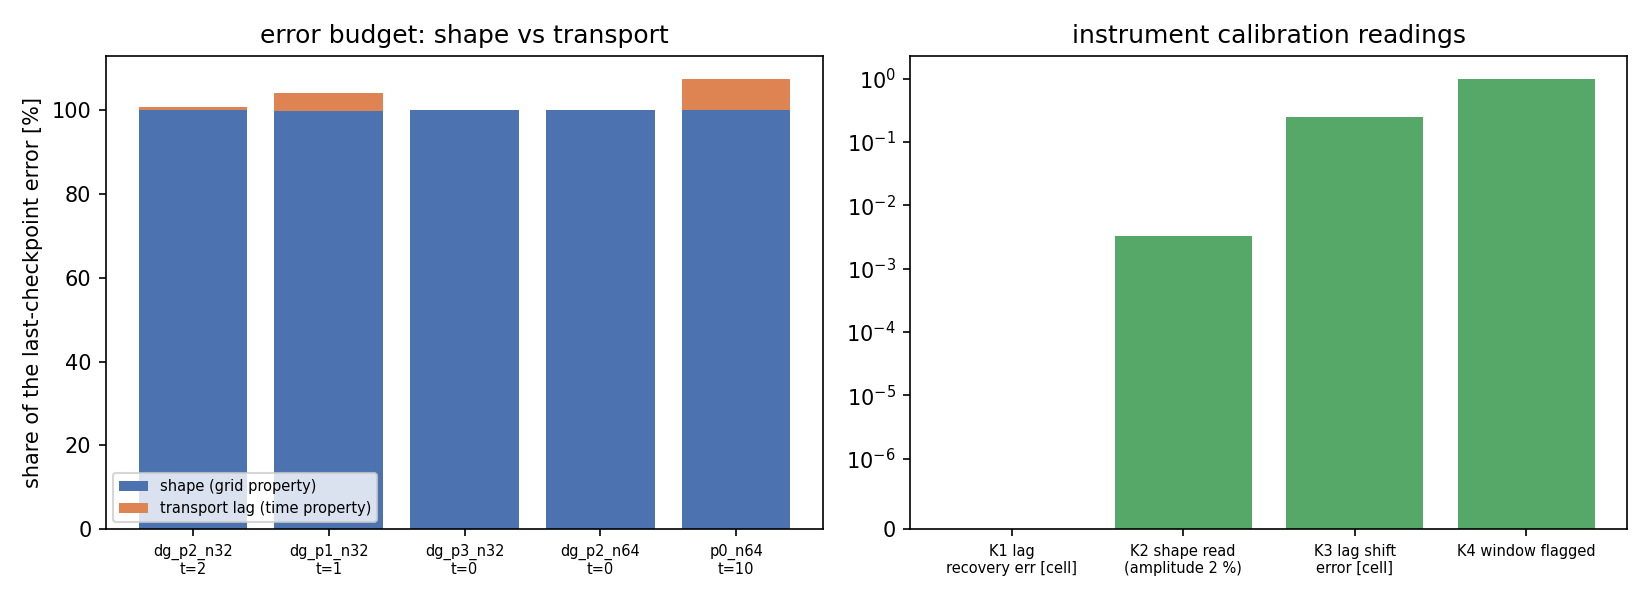 error budget: shape vs transport
share of the last-checkpoint error [%]
100
80
60
40
20
0
shape (grid property)
transport lag (time property)
dg_p2_n32
t=2
dg_p1_n32
t=1
dg_p3_n32
t=0
dg_p2_n64
t=0
p0_n64
t=10
instrument calibration readings
10⁰
10⁻¹
10⁻²
10⁻³
10⁻⁴
10⁻⁵
10⁻⁶
0
K1 lag
recovery err [cell]
K2 shape read
(amplitude 2 %)
K3 lag shift
error [cell]
K4 window flagged